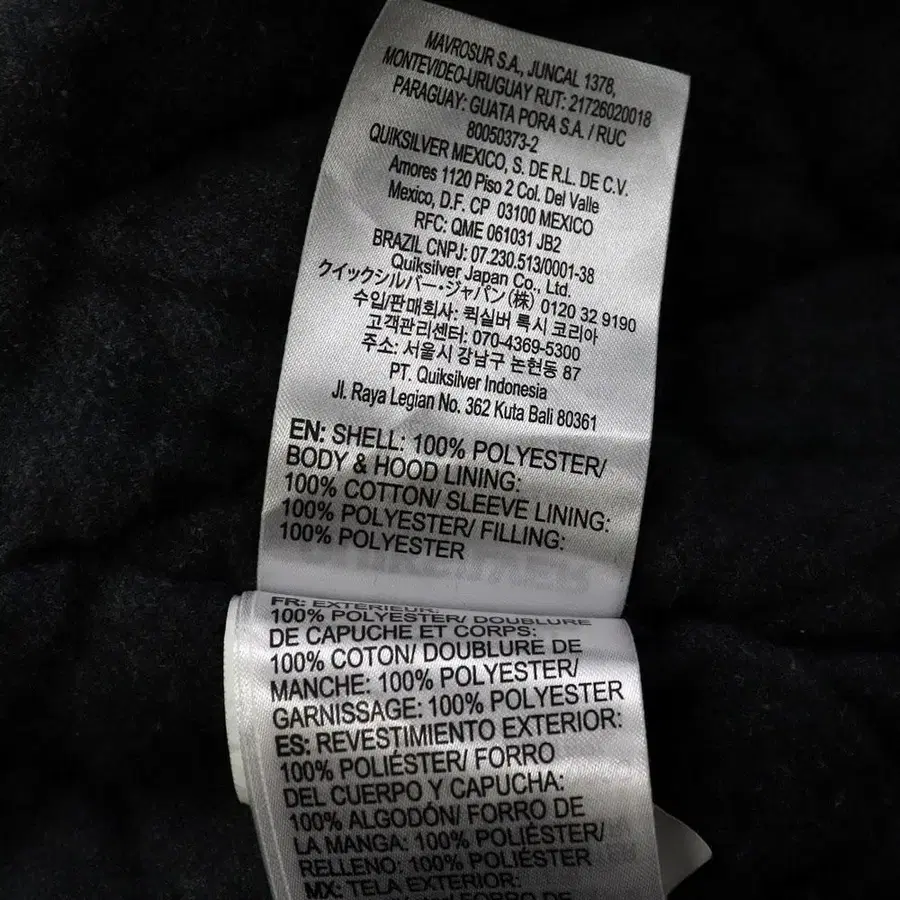 MAVROSUR S.A, JUNCAL 1378,
MONTEVIDEO-URUGUAY RUT: 21726020018
PARAGUAY: GUATA PORA S.A. / RUC
80050373-2
QUIKSILVER MEXICO, S. DE R.L. DE C.V.
Amores 1120 Piso 2 Col. Del Valle
Mexico, D.F. CP 03100 MEXICO
RFC: QME 061031 JB2
BRAZIL CNPJ: 07.230.513/0001-38
Quiksilver Japan Co., Ltd.
クイックシルバー・ジャパン(株) 0120 32 9190
수입/판매회사: 퀵실버 록시 코리아
고객관리센터: 070-4369-5300
주소: 서울시 강남구 논현동 87
PT. Quiksilver Indonesia
Jl. Raya Legian No. 362 Kuta Bali 80361
EN: SHELL: 100% POLYESTER/
BODY & HOOD LINING:
100% COTTON/ SLEEVE LINING:
100% POLYESTER/ FILLING:
100% POLYESTER
FR: EXTERIEUR:
100% POLYESTER/ DOUBLURE
DE CAPUCHE ET CORPS:
100% COTON/ DOUBLURE DE
MANCHE: 100% POLYESTER/
GARNISSAGE: 100% POLYESTER
ES: REVESTIMIENTO EXTERIOR:
100% POLIÉSTER/ FORRO
DEL CUERPO Y CAPUCHA:
100% ALGODÓN/ FORRO DE
LA MANGA: 100% POLIÉSTER/
RELLENO: 100% POLIÉSTER
MX: TELA EXTERIOR:
FORRO DE